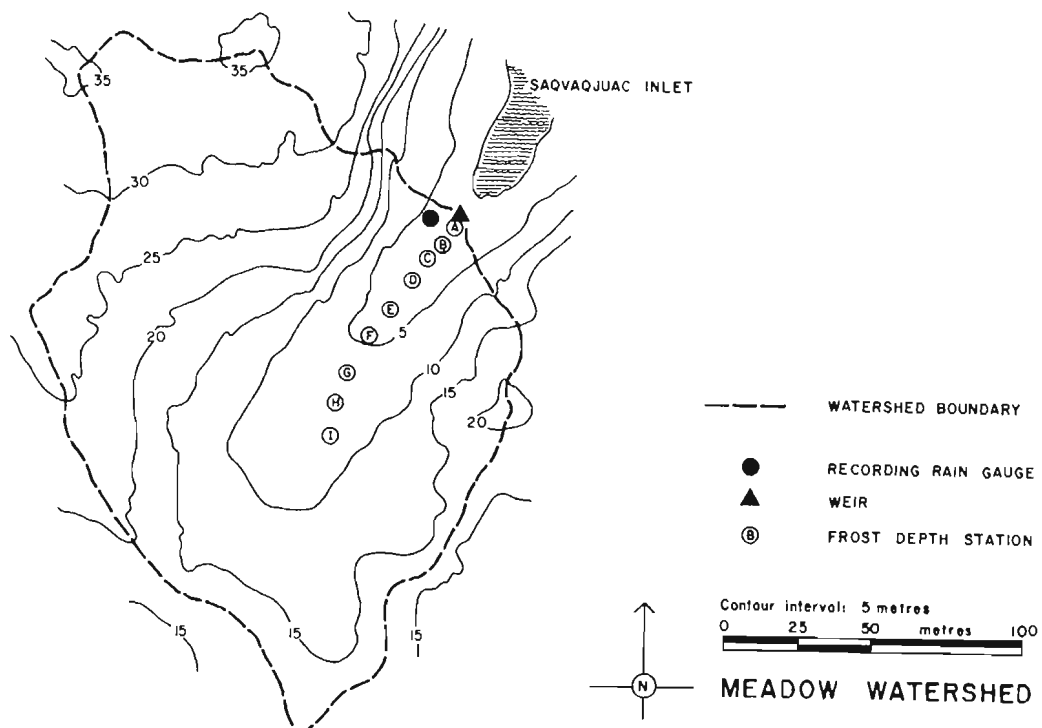 35
35
SAQVAQJUAC INLET
30
A
B
C
25
D
E
20
F
5
G
10
H
15
I
20
WATERSHED BOUNDARY
RECORDING RAIN GAUGE
WEIR
B FROST DEPTH STATION
15
15
15
N
Contour interval: 5 metres
0 25 50 metres 100
MEADOW WATERSHED